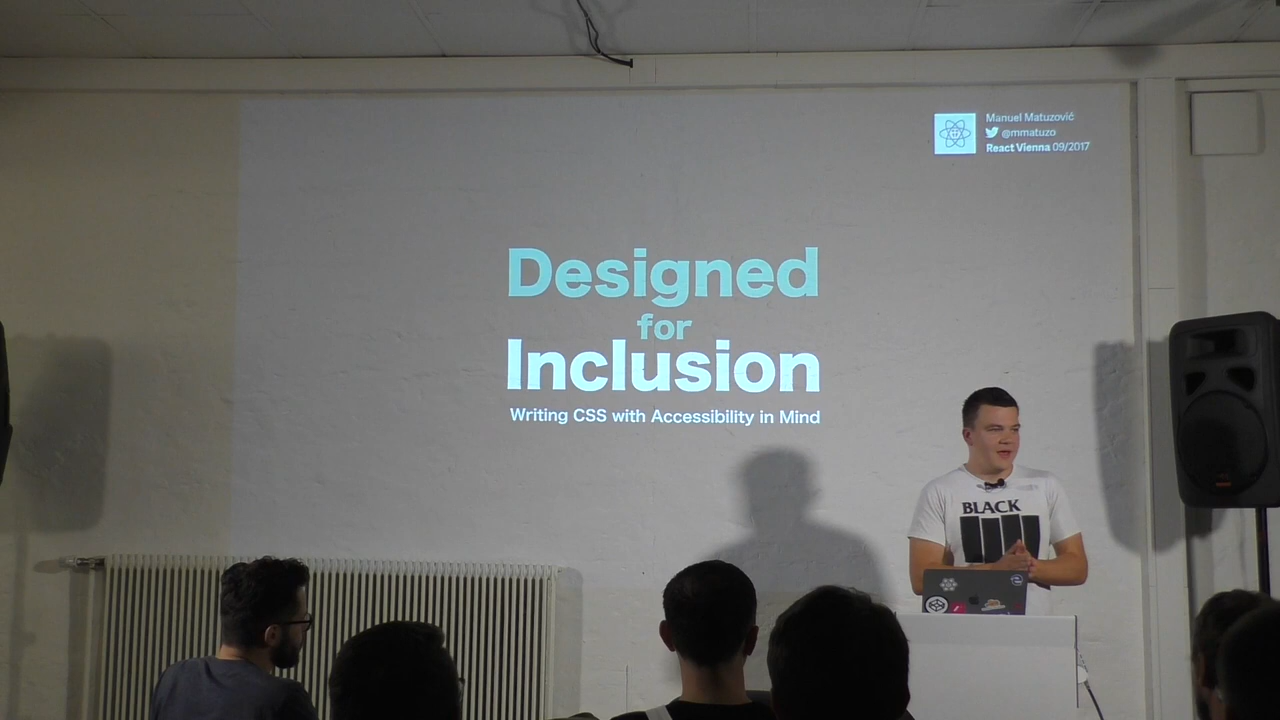 Manuel Matuzović
@mmatuzo
React Vienna 09/2017
Designed
for
Inclusion
Writing CSS with Accessibility in Mind
BLACK